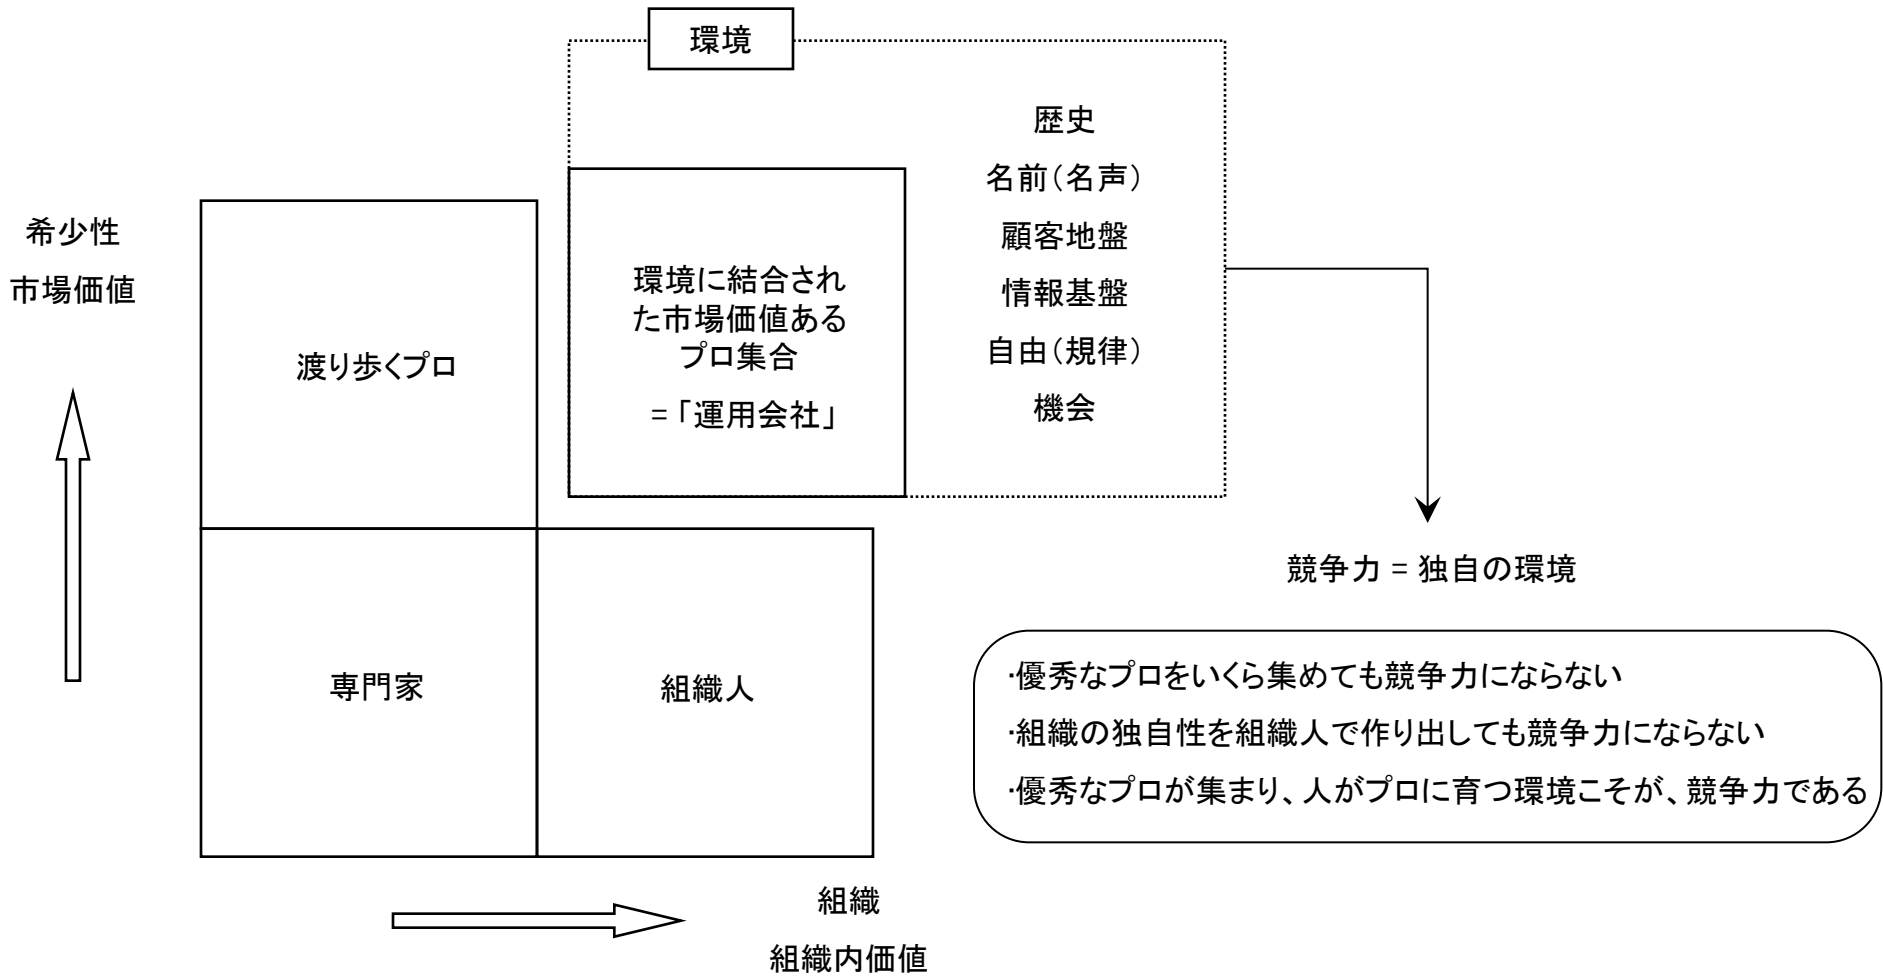 環境
歴史
名前（名声）
顧客地盤
情報基盤
自由（規律）
機会
希少性
市場価値
渡り歩くプロ
環境に結合され
た市場価値ある
プロ集合
=「運用会社」
専門家
組織人
組織
組織内価値
競争力 = 独自の環境
・優秀なプロをいくら集めても競争力にならない
・組織の独自性を組織人で作り出しても競争力にならない
・優秀なプロが集まり、人がプロに育つ環境こそが、競争力である